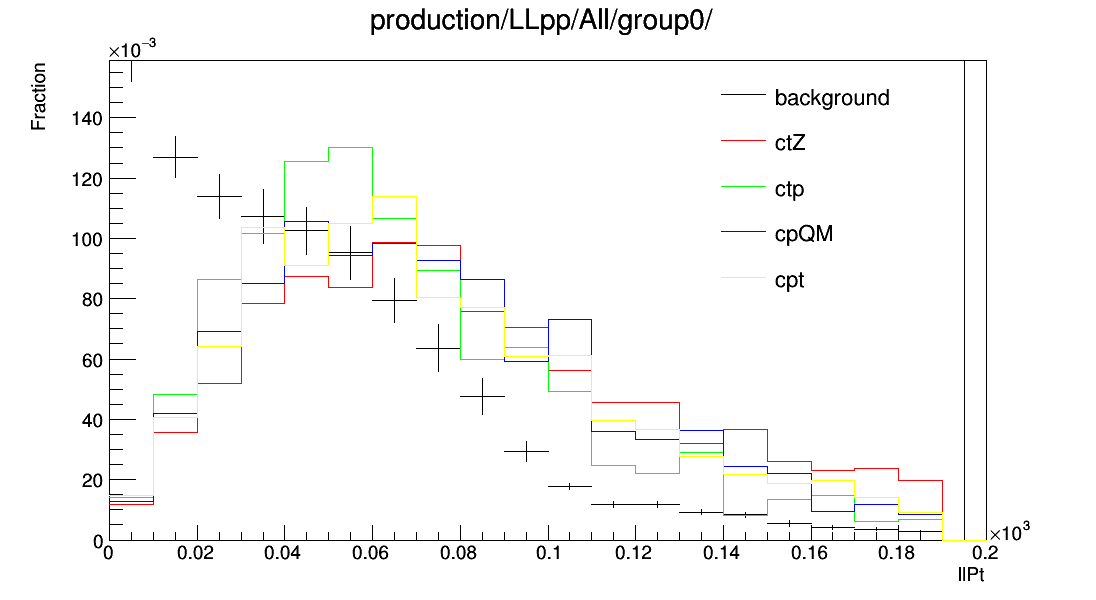 production/LLpp/All/group0/
×10⁻³
Fraction
140
120
100
80
60
40
20
0
background
ctZ
ctp
cpQM
cpt
0 0.02 0.04 0.06 0.08 0.1 0.12 0.14 0.16 0.18 0.2
×10³
llPt